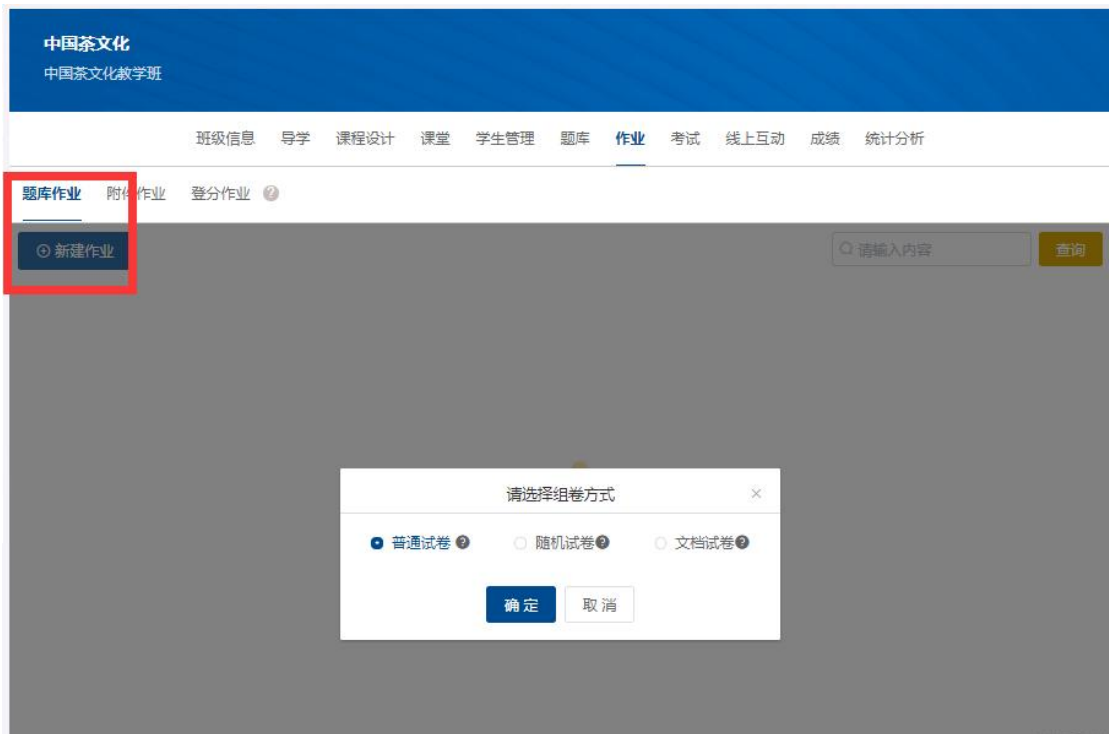 中国茶文化
中国茶文化教学班
班级信息 导学 课程设计 课堂 学生管理 题库 作业 考试 线上互动 成绩 统计分析
题库作业 附件作业 登分作业 ?
新建作业 请输入内容 查询
请选择组卷方式 ×
普通试卷 ? 随机试卷 ? 文档试卷 ?
确定 取消